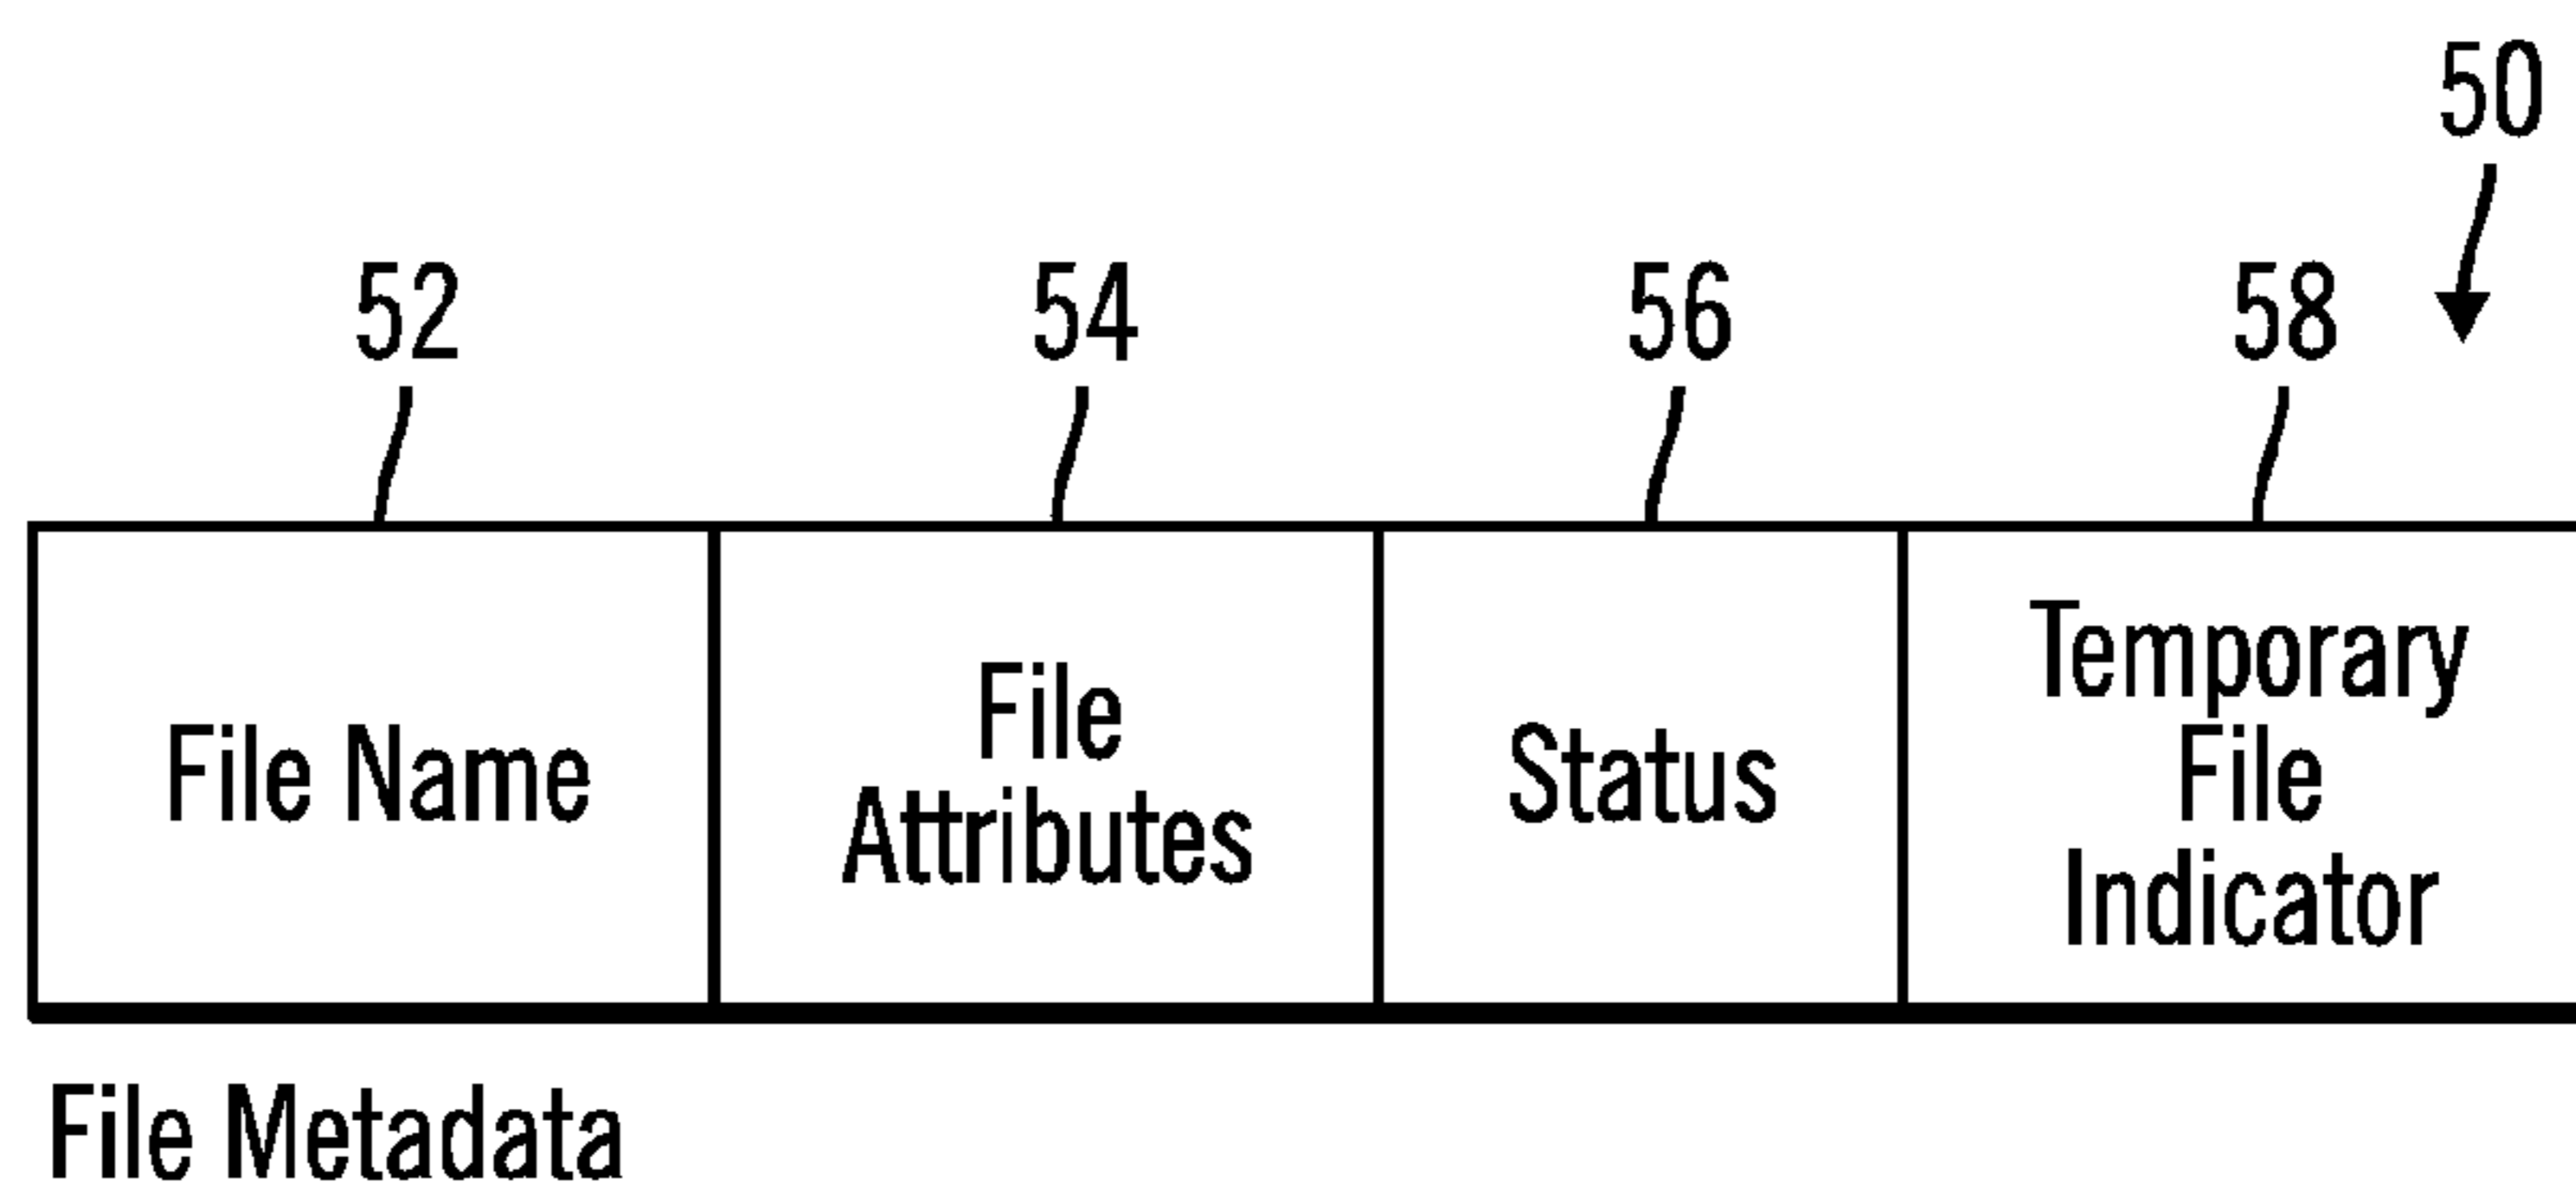 50
52 54 56 58
File Name
File
Attributes
Status
Temporary
File
Indicator
File Metadata